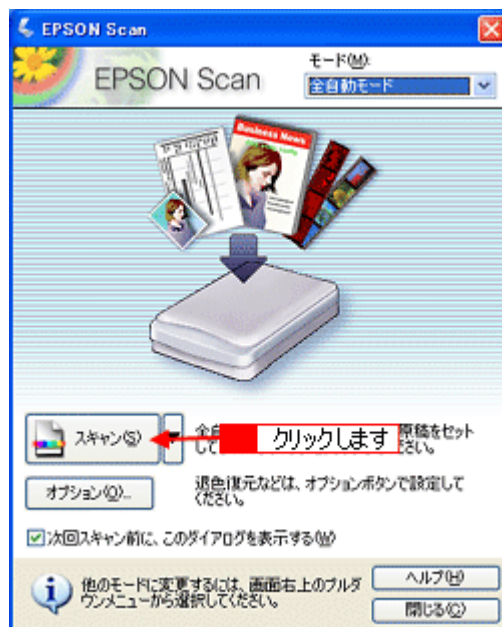 EPSON Scan
EPSON Scan
モード(M):
全自動モード
Business News
スキャン(S)
クリックします
原稿をセット
して
ださい。
オプション(O)...
退色復元などは、オプションボタンで設定して
ください。
次回スキャン前に、このダイアログを表示する(W)
他のモードに変更するには、画面右上のプルダ
ウンメニューから選択してください。
ヘルプ(H)
閉じる(C)